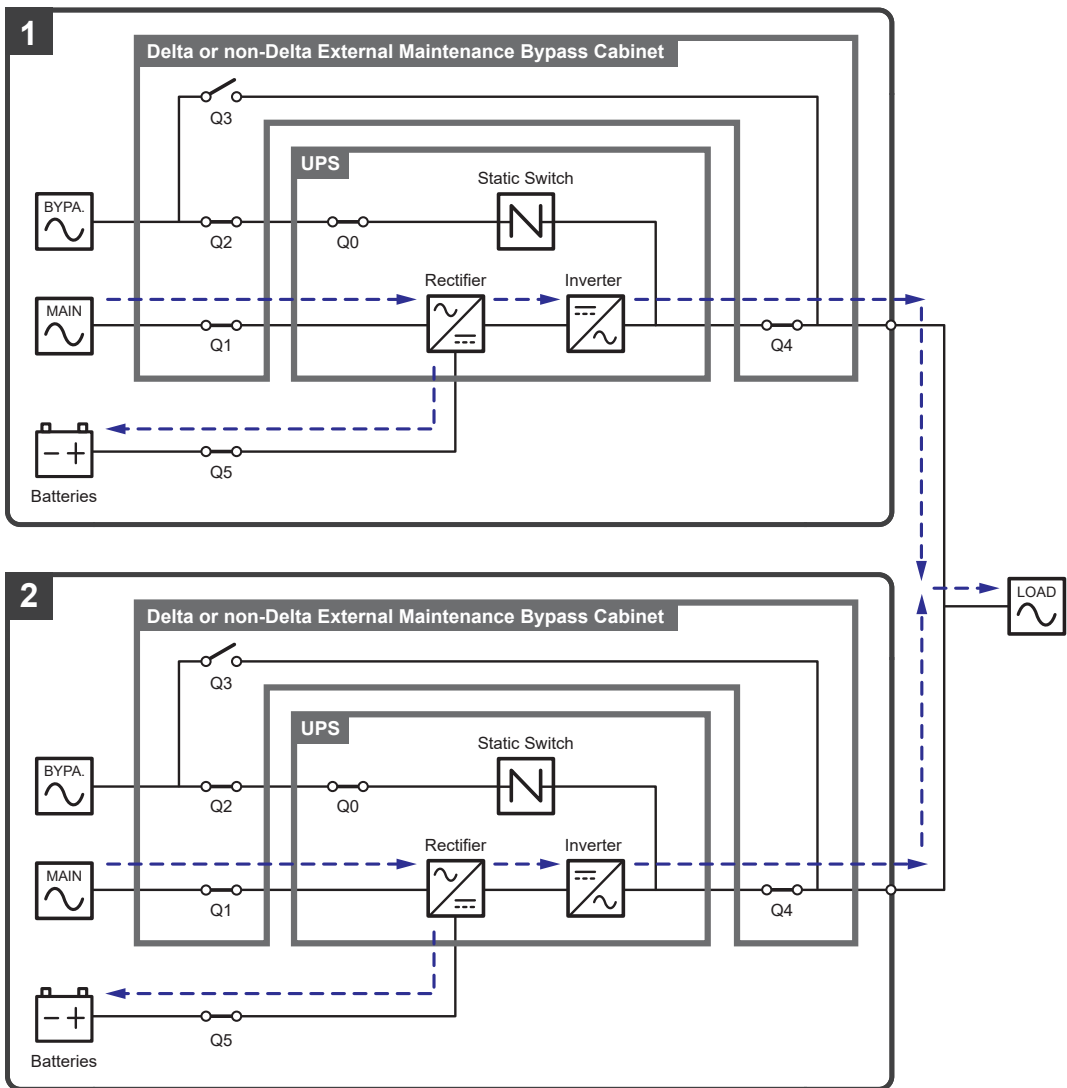 1
Delta or non-Delta External Maintenance Bypass Cabinet
Q3
UPS
Static Switch
BYPA.
Q2
Q0
Rectifier
Inverter
MAIN
Q1
Q4
Q5
Batteries
2
Delta or non-Delta External Maintenance Bypass Cabinet
LOAD
Q3
UPS
Static Switch
BYPA.
Q2
Q0
Rectifier
Inverter
MAIN
Q1
Q4
Q5
Batteries